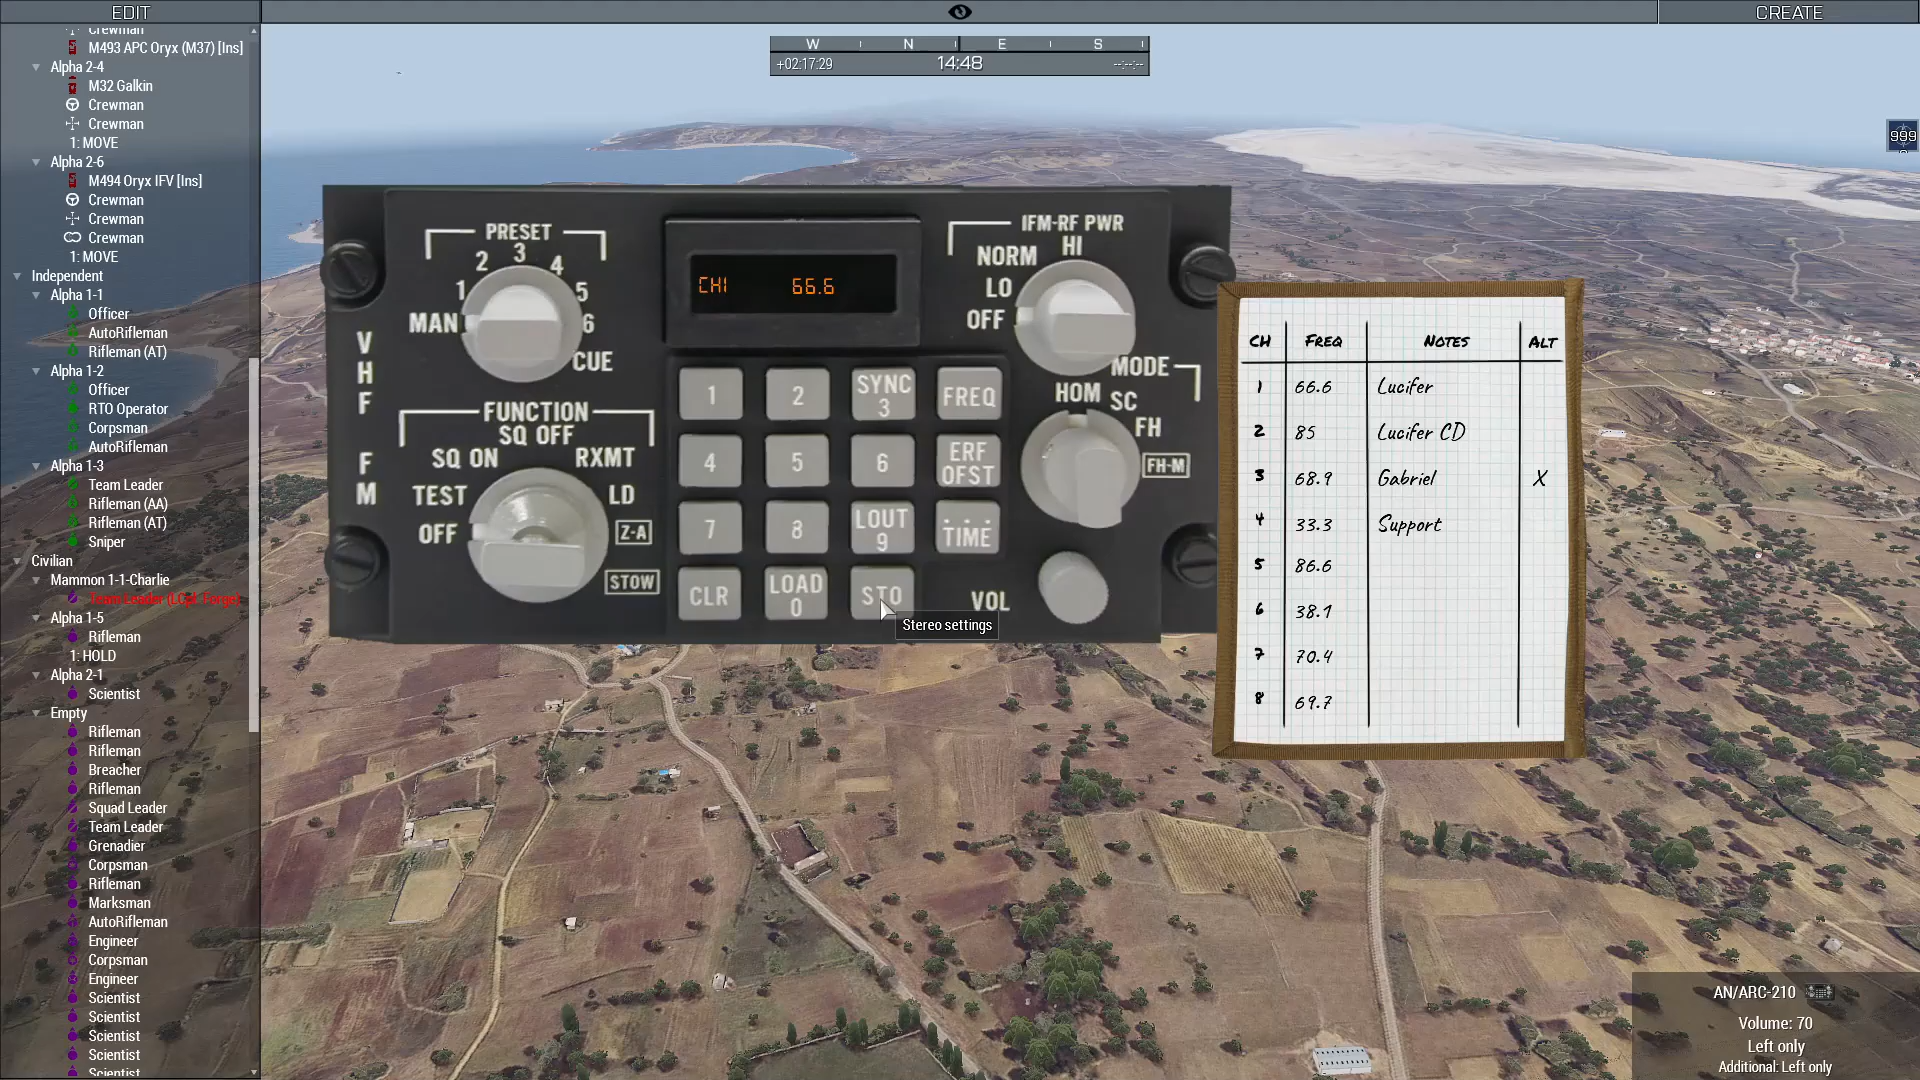 EDIT
CREATE
Crewman
M493 APC Oryx (M37) [Ins]
Alpha 2-4
M32 Galkin
Crewman
Crewman
1: MOVE
Alpha 2-6
M494 Oryx IFV [Ins]
Crewman
Crewman
Crewman
1: MOVE
Independent
Alpha 1-1
Officer
AutoRifleman
Rifleman (AT)
Alpha 1-2
Officer
RTO Operator
Corpsman
AutoRifleman
Alpha 1-3
Team Leader
Rifleman (AA)
Rifleman (AT)
Sniper
Civilian
Mammon 1-1-Charlie
Team Leader (LCpl. Forge)
Alpha 1-5
Rifleman
1: HOLD
Alpha 2-1
Scientist
Empty
Rifleman
Rifleman
Breacher
Rifleman
Squad Leader
Team Leader
Grenadier
Corpsman
Rifleman
Marksman
AutoRifleman
Engineer
Corpsman
Engineer
Scientist
Scientist
Scientist
Scientist
Scientist
W N E S
+02:17:29 14:48 --:--:--
999
VHF FM
PRESET
MAN 1 2 3 4 5 6 CUE
FUNCTION
OFF TEST SQ ON SQ OFF RXMT LD Z-A STOW
CH1 66.6
1 2 SYNC 3 FREQ
4 5 6 ERF OFST
7 8 LOUT 9 TIME
CLR LOAD 0 STO
Stereo settings
IFM-RF PWR
OFF LO NORM HI
MODE
HOM SC FH FH-M
VOL
CH FREQ NOTES ALT
1 66.6 Lucifer
2 85 Lucifer CD
3 68.9 Gabriel X
4 33.3 Support
5 86.6
6 38.1
7 70.4
8 69.7
AN/ARC-210
Volume: 70
Left only
Additional: Left only